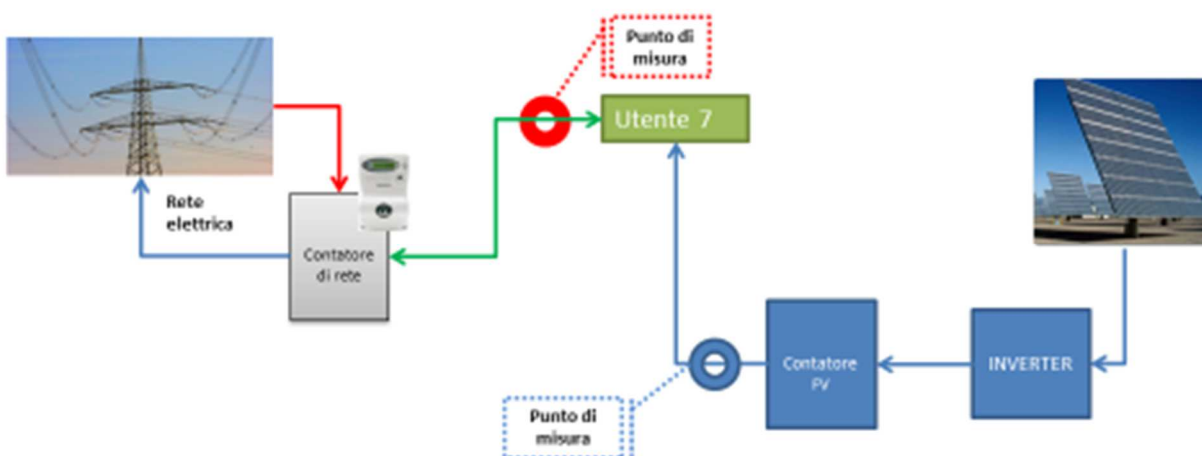 Punto di
misura
Utente 7
Rete
elettrica
Contatore
di rete
Contatore
PV
INVERTER
Punto di
misura